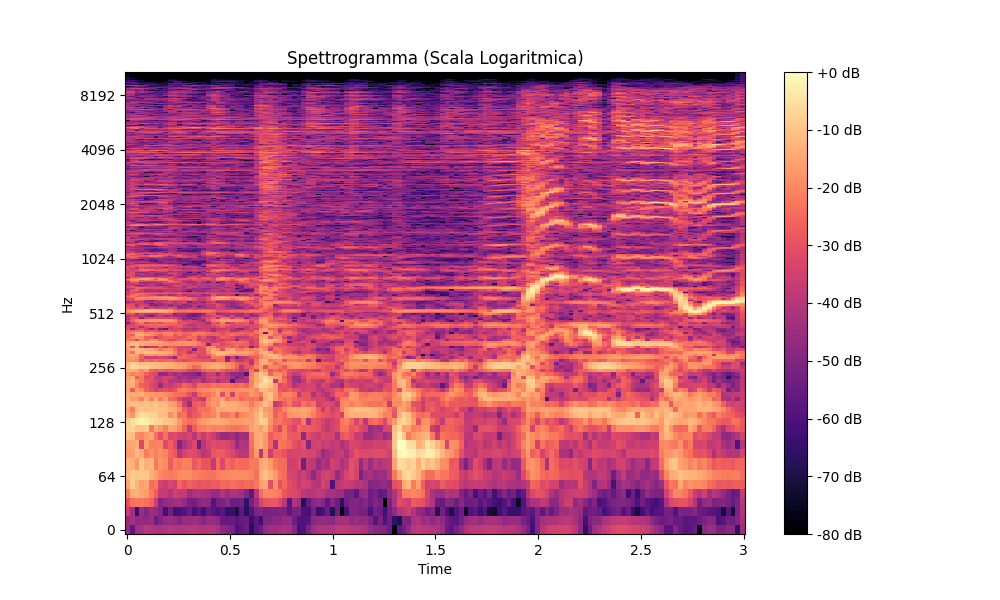 Spettrogramma (Scala Logaritmica)
Hz
8192
4096
2048
1024
512
256
128
64
0
0 0.5 1 1.5 2 2.5 3
Time
+0 dB
-10 dB
-20 dB
-30 dB
-40 dB
-50 dB
-60 dB
-70 dB
-80 dB